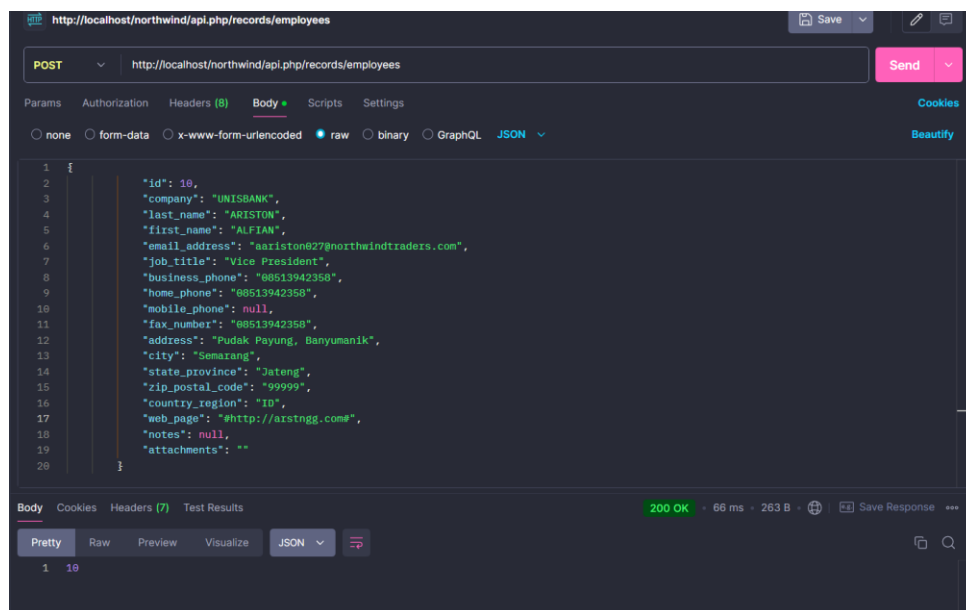 HTTP http://localhost/northwind/api.php/records/employees Save
POST http://localhost/northwind/api.php/records/employees Send
Params Authorization Headers (8) Body Scripts Settings Cookies
none form-data x-www-form-urlencoded raw binary GraphQL JSON Beautify
1 {
2 "id": 10,
3 "company": "UNISBANK",
4 "last_name": "ARISTON",
5 "first_name": "ALFIAN",
6 "email_address": "aariston027@northwindtraders.com",
7 "job_title": "Vice President",
8 "business_phone": "08513942358",
9 "home_phone": "08513942358",
10 "mobile_phone": null,
11 "fax_number": "08513942358",
12 "address": "Pudak Payung, Banyumanik",
13 "city": "Semarang",
14 "state_province": "Jateng",
15 "zip_postal_code": "99999",
16 "country_region": "ID",
17 "web_page": "#http://arstngg.com#",
18 "notes": null,
19 "attachments": ""
20 }
Body Cookies Headers (7) Test Results 200 OK 66 ms 263 B Save Response
Pretty Raw Preview Visualize JSON
1 10